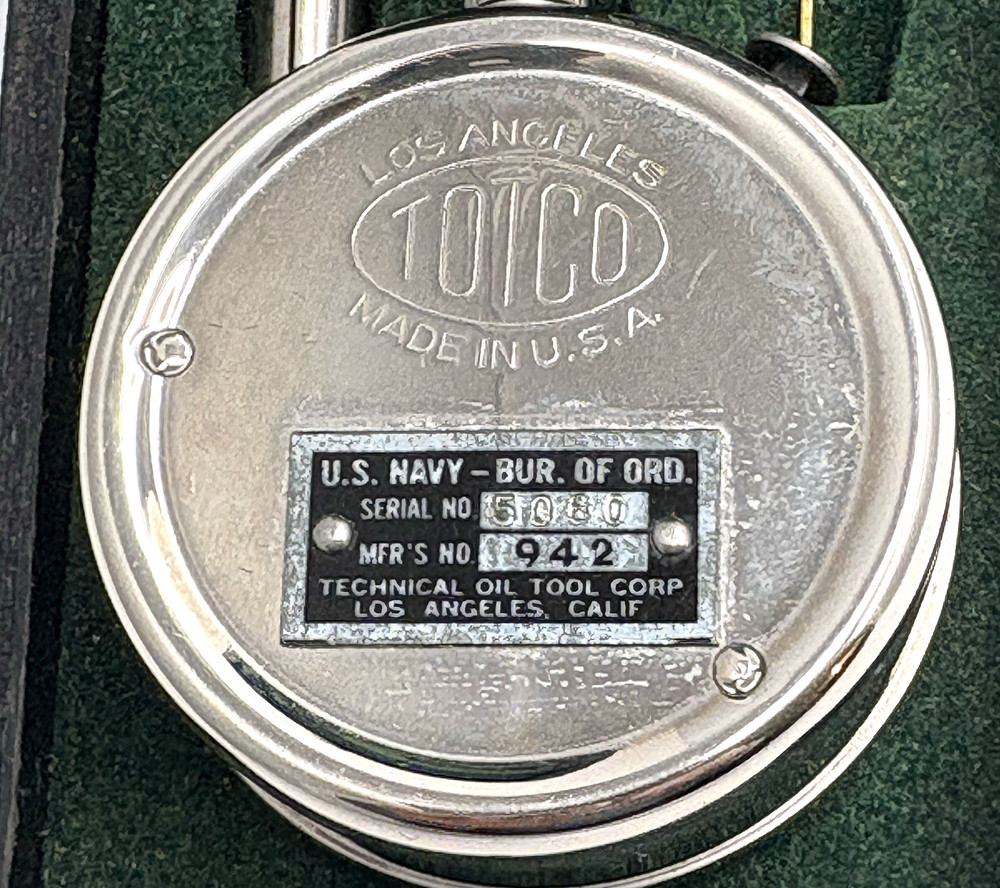 LOS ANGELES
TOTCO
MADE IN U.S.A.
U.S. NAVY – BUR. OF ORD.
SERIAL NO. 5080
MFR'S NO. 942
TECHNICAL OIL TOOL CORP
LOS ANGELES, CALIF